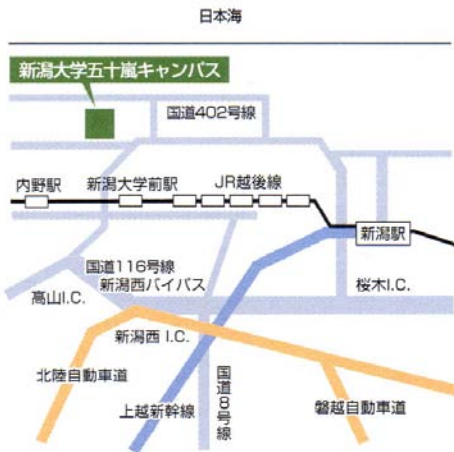 日本海
新潟大学五十嵐キャンパス
国道402号線
内野駅
新潟大学前駅
JR越後線
新潟駅
国道116号線
新潟西バイパス
高山I.C.
桜木I.C.
新潟西 I.C.
北陸自動車道
上越新幹線
国道8号線
磐越自動車道